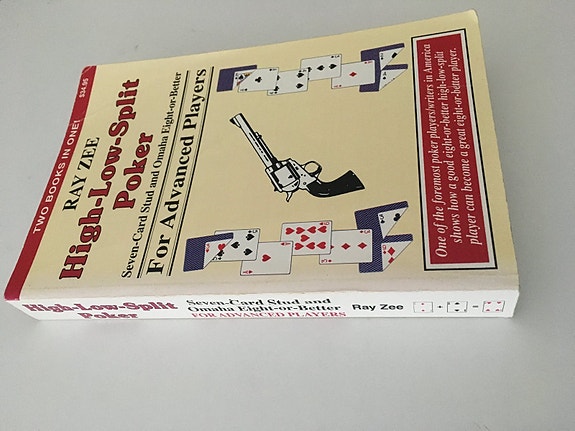 TWO BOOKS IN ONE! $34.95
RAY ZEE
High-Low-Split
Poker
Seven-Card Stud and Omaha Eight-or-Better
For Advanced Players
One of the foremost poker players/writers in America
shows how a good eight-or-better high-low-split
player can become a great eight-or-better player.
High-Low-Split
Poker
Seven-Card Stud and
Omaha Eight-or-Better
FOR ADVANCED PLAYERS
Ray Zee